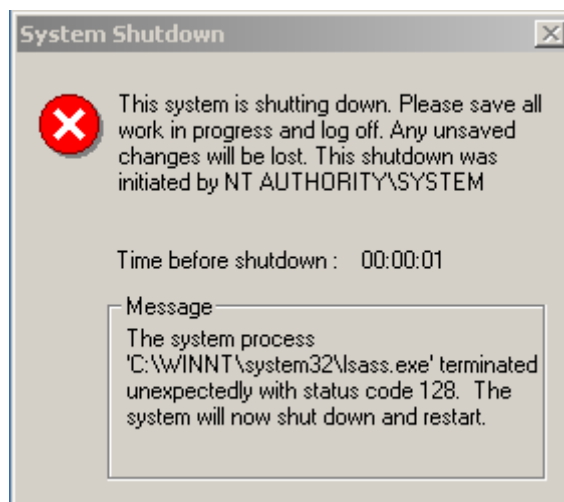 System Shutdown
This system is shutting down. Please save all
work in progress and log off. Any unsaved
changes will be lost. This shutdown was
initiated by NT AUTHORITY\SYSTEM
Time before shutdown : 00:00:01
Message
The system process
'C:\WINNT\system32\lsass.exe' terminated
unexpectedly with status code 128. The
system will now shut down and restart.